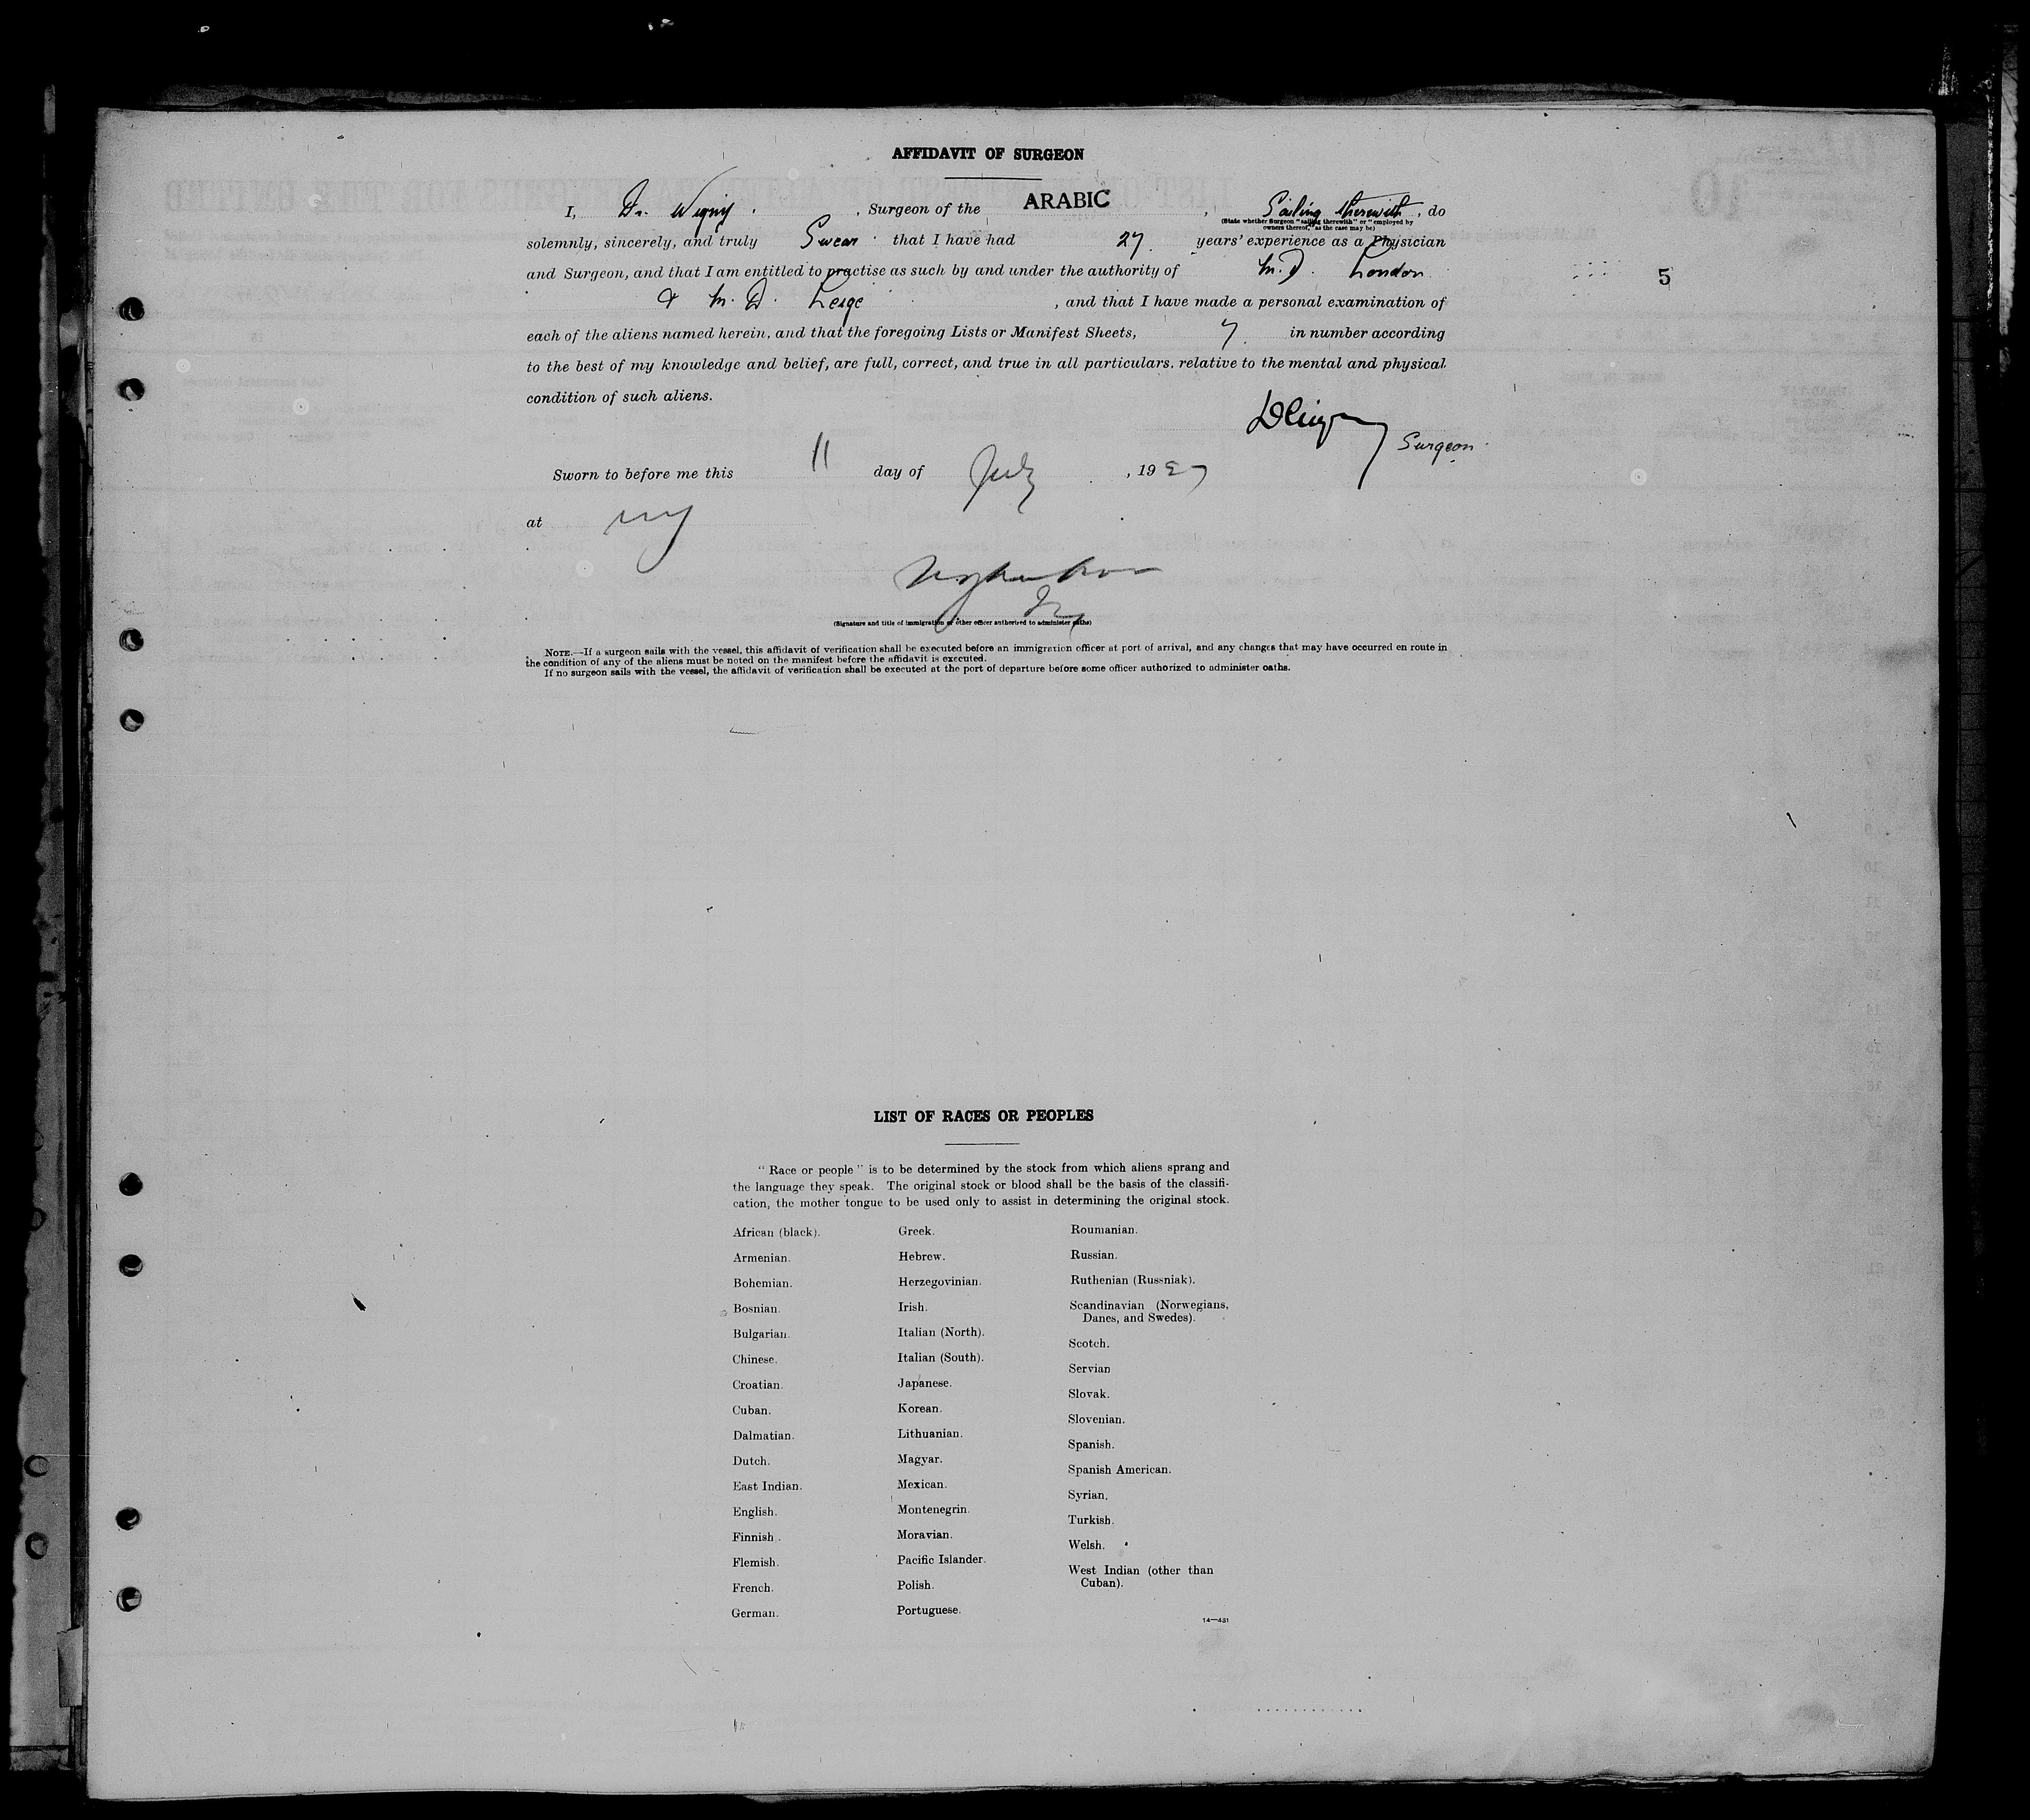 AFFIDAVIT OF SURGEON
I, Dr. Wigny, Surgeon of the ARABIC, Sailing therewith, do
(State whether Surgeon "sailing therewith" or "employed by
owners thereof," as the case may be)
solemnly, sincerely, and truly Swear that I have had 27 years' experience as a Physician
and Surgeon, and that I am entitled to practise as such by and under the authority of M.D. London
5
& M.D. Leige, and that I have made a personal examination of
each of the aliens named herein, and that the foregoing Lists or Manifest Sheets, 7 in number according
to the best of my knowledge and belief, are full, correct, and true in all particulars. relative to the mental and physical
condition of such aliens.
Surgeon
Sworn to before me this 11 day of July, 1927
at NY
(Signature and title of immigration or other officer authorized to administer oaths)
NOTE.—If a surgeon sails with the vessel, this affidavit of verification shall be executed before an immigration officer at port of arrival, and any changes that may have occurred en route in
the condition of any of the aliens must be noted on the manifest before the affidavit is executed.
If no surgeon sails with the vessel, the affidavit of verification shall be executed at the port of departure before some officer authorized to administer oaths.
LIST OF RACES OR PEOPLES
"Race or people" is to be determined by the stock from which aliens sprang and
the language they speak. The original stock or blood shall be the basis of the classifi-
cation, the mother tongue to be used only to assist in determining the original stock.
African (black).
Armenian.
Bohemian.
Bosnian.
Bulgarian.
Chinese.
Croatian.
Cuban.
Dalmatian.
Dutch.
East Indian.
English.
Finnish.
Flemish.
French.
German.
Greek.
Hebrew.
Herzegovinian.
Irish.
Italian (North).
Italian (South).
Japanese.
Korean.
Lithuanian.
Magyar.
Mexican.
Montenegrin.
Moravian.
Pacific Islander.
Polish.
Portuguese.
Roumanian.
Russian.
Ruthenian (Russniak).
Scandinavian (Norwegians,
Danes, and Swedes).
Scotch.
Servian
Slovak.
Slovenian.
Spanish.
Spanish American.
Syrian.
Turkish.
Welsh.
West Indian (other than
Cuban).
14—431